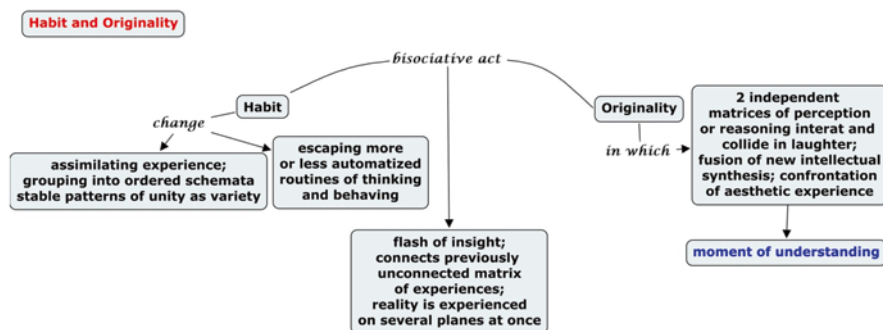 Habit and Originality
bisociative act
Habit
Originality
change
in which
assimilating experience;
grouping into ordered schemata
stable patterns of unity as variety
escaping more
or less automatized
routines of thinking
and behaving
flash of insight;
connects previously
unconnected matrix
of experiences;
reality is experienced
on several planes at once
2 independent
matrices of perception
or reasoning interat and
collide in laughter;
fusion of new intellectual
synthesis; confrontation
of aesthetic experience
moment of understanding